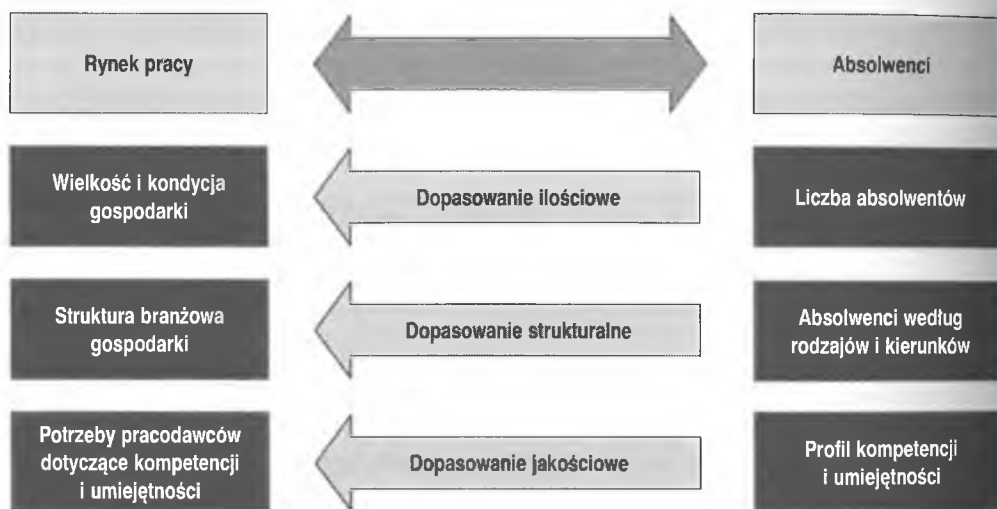 Rynek pracy
Absolwenci
Wielkość i kondycja
gospodarki
Dopasowanie ilościowe
Liczba absolwentów
Struktura branżowa
gospodarki
Dopasowanie strukturalne
Absolwenci według
rodzajów i kierunków
Potrzeby pracodawców
dotyczące kompetencji
i umiejętności
Dopasowanie jakościowe
Profil kompetencji
i umiejętności